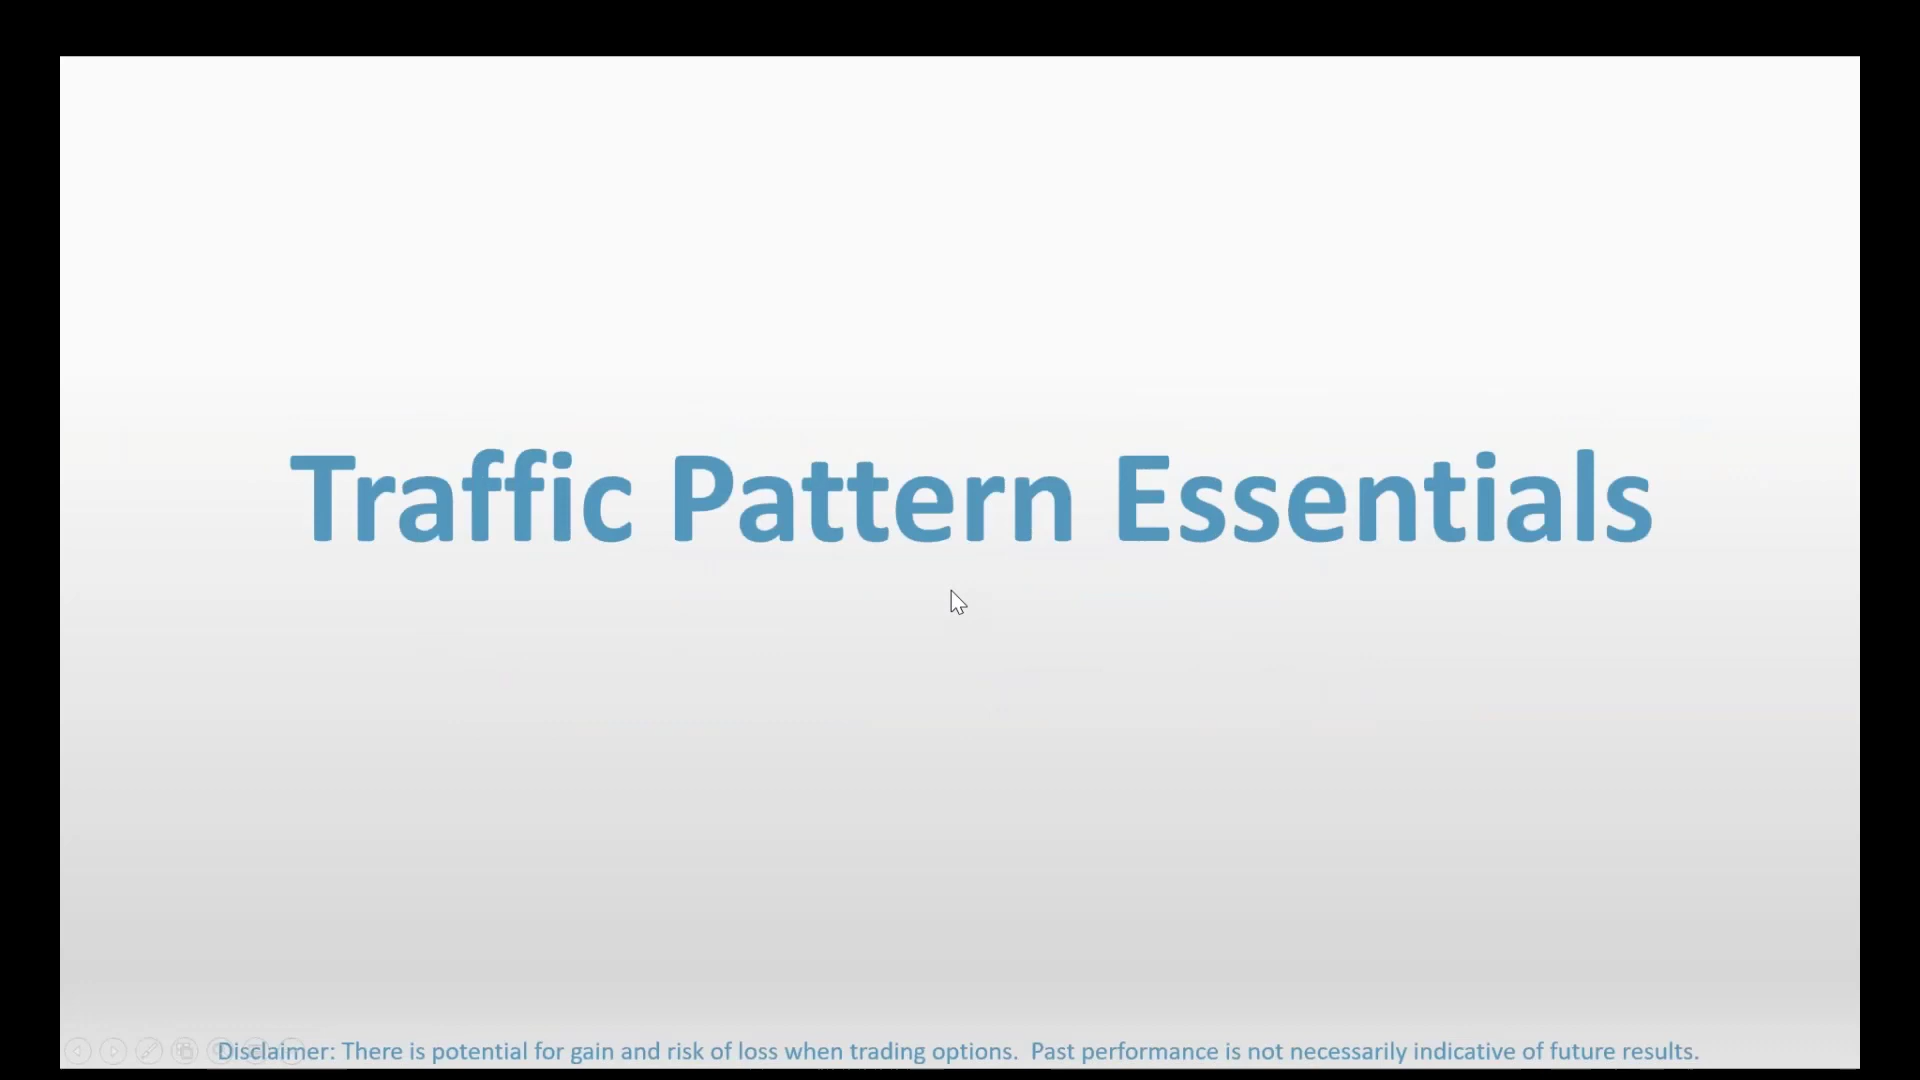 Traffic Pattern Essentials
Disclaimer: There is potential for gain and risk of loss when trading options.  Past performance is not necessarily indicative of future results.